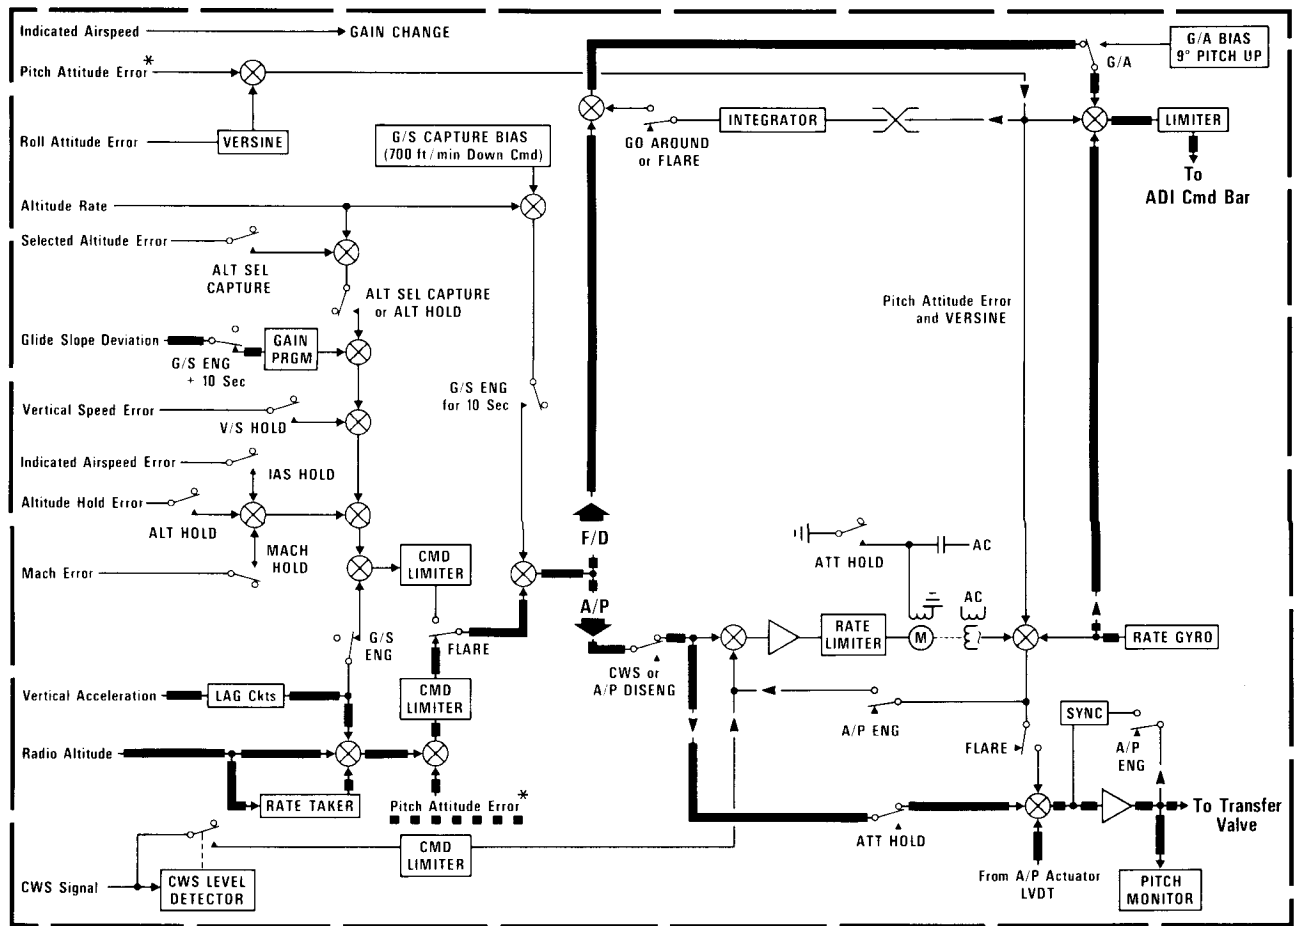 Indicated Airspeed
GAIN CHANGE
G/A BIAS
9° PITCH UP
G/A
Pitch Attitude Error*
Roll Attitude Error
VERSINE
G/S CAPTURE BIAS
(700 ft/min Down Cmd)
INTEGRATOR
GO AROUND
or FLARE
LIMITER
To
ADI Cmd Bar
Altitude Rate
Selected Altitude Error
ALT SEL
CAPTURE
ALT SEL CAPTURE
or ALT HOLD
Pitch Attitude Error
and VERSINE
Glide Slope Deviation
GAIN
PRGM
G/S ENG
+ 10 Sec
G/S ENG
for 10 Sec
Vertical Speed Error
V/S HOLD
Indicated Airspeed Error
IAS HOLD
Altitude Hold Error
ALT HOLD
MACH
HOLD
Mach Error
CMD
LIMITER
F/D
A/P
ATT HOLD
AC
AC
RATE
LIMITER
M
RATE GYRO
G/S
ENG
FLARE
CWS or
A/P DISENG
Vertical Acceleration
LAG Ckts
CMD
LIMITER
A/P ENG
SYNC
A/P
ENG
FLARE
Radio Altitude
RATE TAKER
Pitch Attitude Error*
To Transfer
Valve
ATT HOLD
CMD
LIMITER
From A/P Actuator
LVDT
PITCH
MONITOR
CWS Signal
CWS LEVEL
DETECTOR